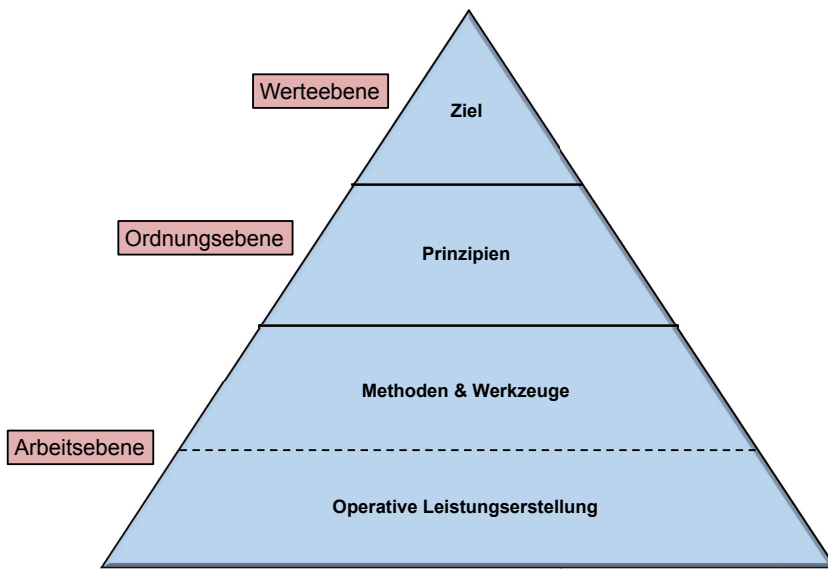 Werteebene
Ziel
Ordnungsebene
Prinzipien
Methoden & Werkzeuge
Arbeitsebene
Operative Leistungserstellung